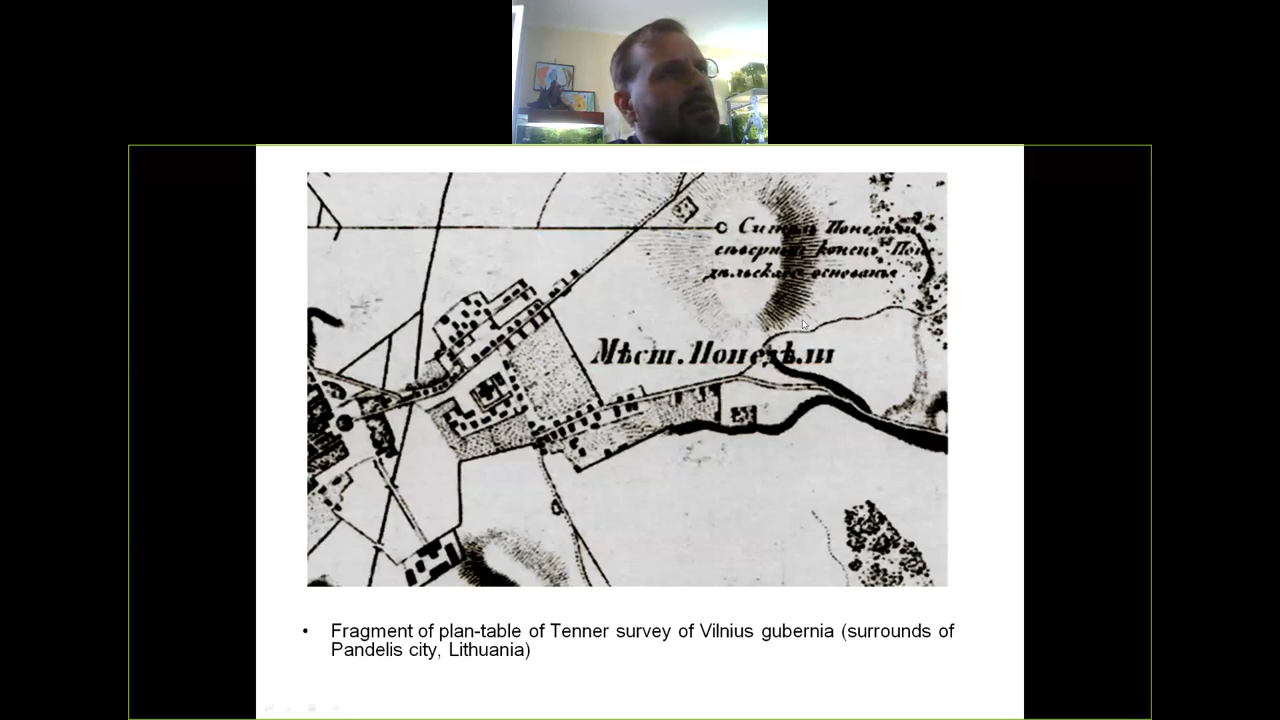 Мѣст. Понедѣли
• Fragment of plan-table of Tenner survey of Vilnius gubernia (surrounds of
Pandelis city, Lithuania)